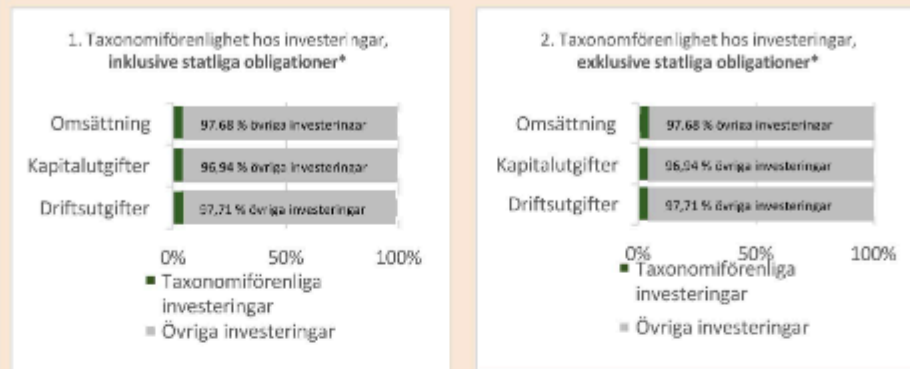 1. Taxonomiförenlighet hos investeringar,
inklusive statliga obligationer*
Omsättning
97.68 % övriga investeringar
Kapitalutgifter
96,94 % övriga investeringar
Driftsutgifter
97,71 % övriga investeringar
0% 50% 100%
Taxonomiförenliga
investeringar
Övriga investeringar
2. Taxonomförenlighet hos investeringar,
exklusive statliga obligationer*
Omsättning
97.68 % övriga investeringar
Kapitalutgifter
96,94 % övriga investeringar
Driftsutgifter
97,71 % övriga investeringar
0% 50% 100%
Taxonomiförenliga
investeringar
Övriga investeringar